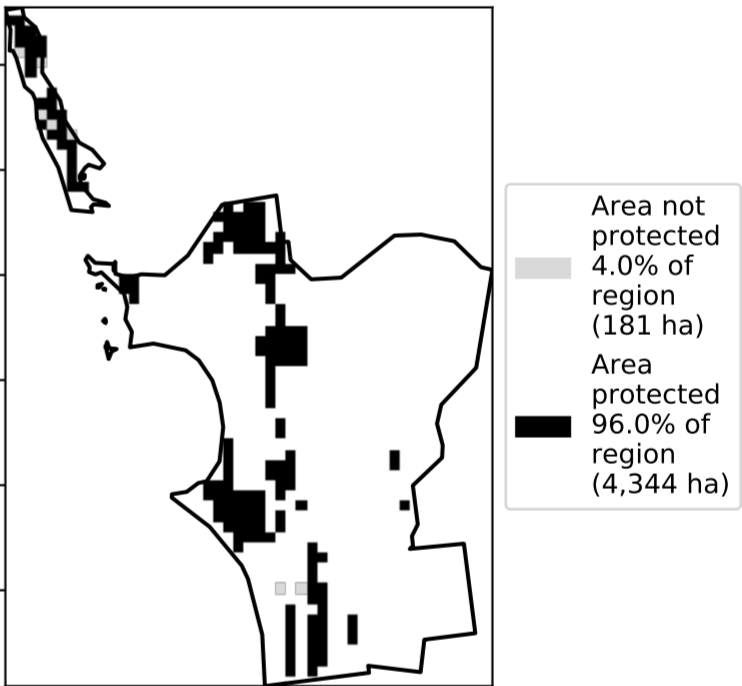 Area not
protected
4.0% of
region
(181 ha)
Area
protected
96.0% of
region
(4,344 ha)